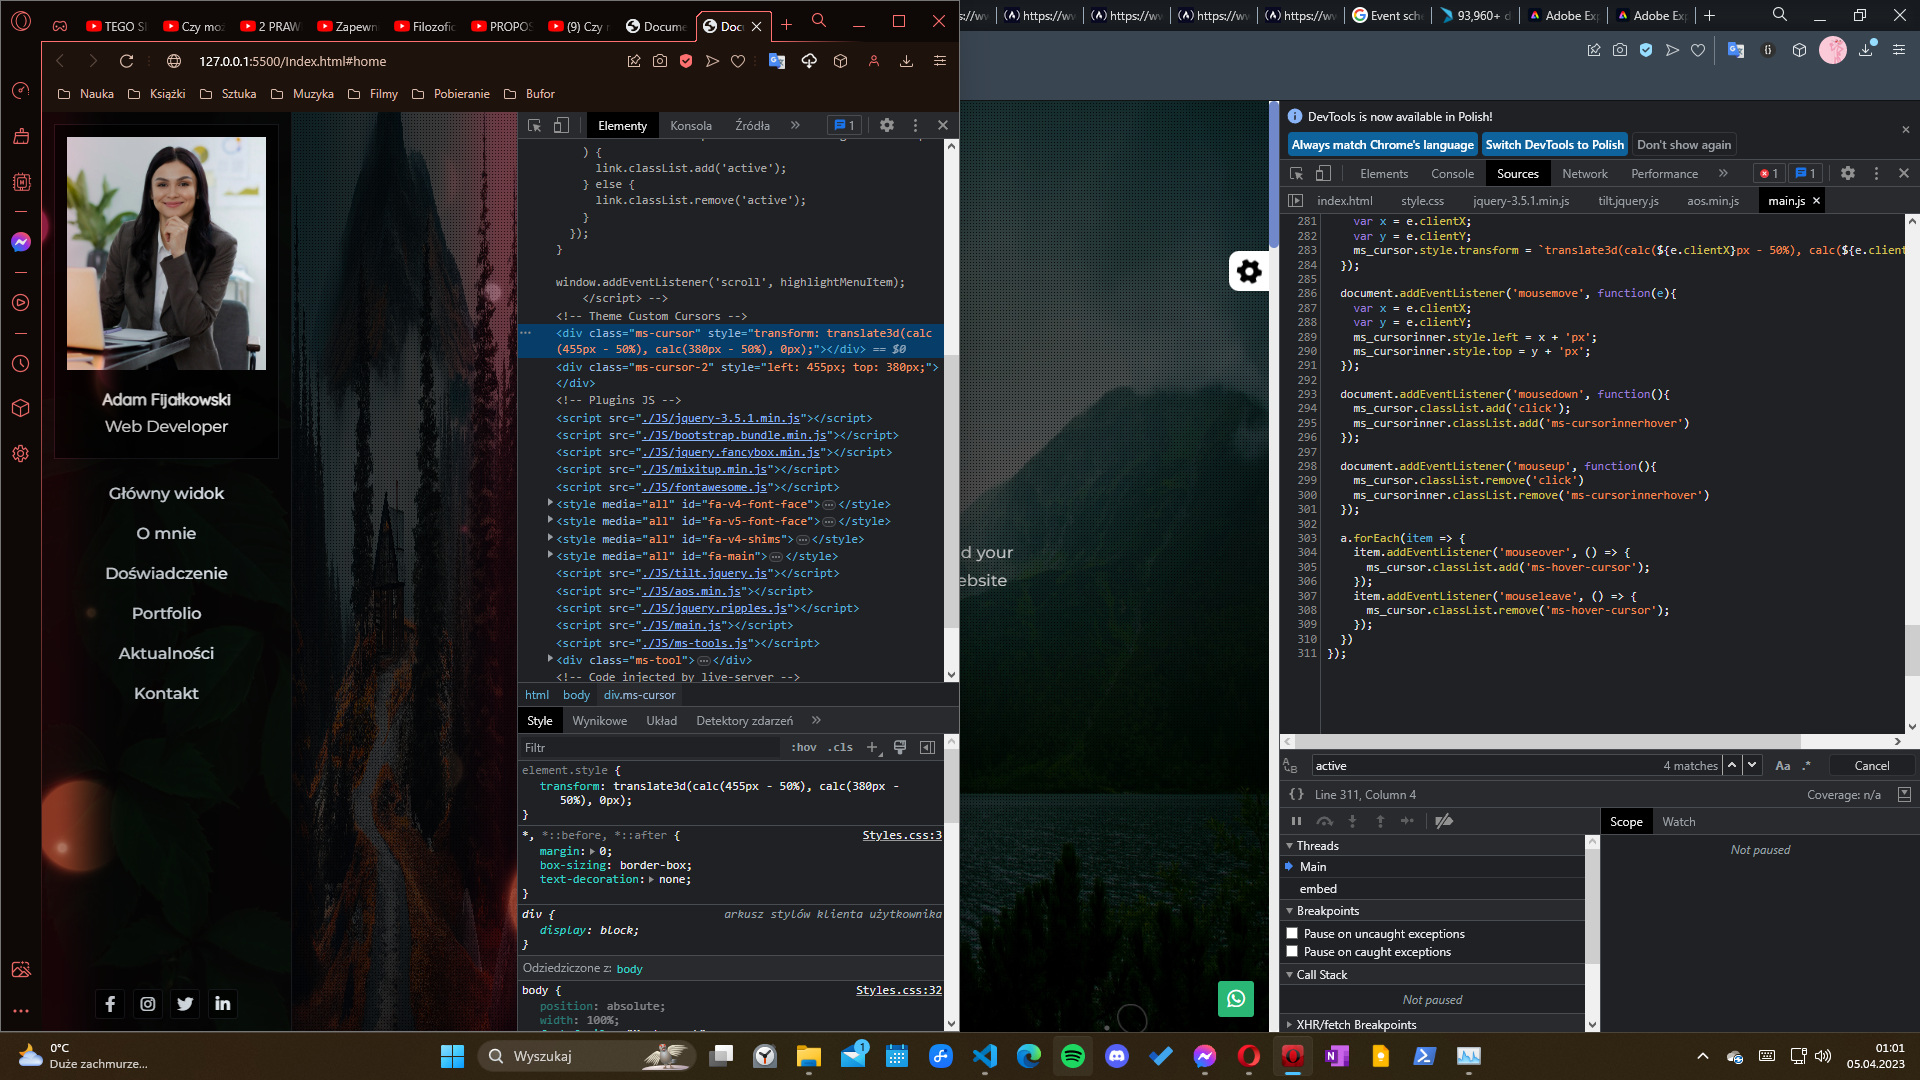 TEGO S
Czy moż
2 PRAW
Zapewn
Filozofic
PROPOS
(9) Czy r
Docume
Doc
127.0.0.1:5500/Index.html#home
Nauka
Książki
Sztuka
Muzyka
Filmy
Pobieranie
Bufor
Adam Fijałkowski
Web Developer
Główny widok
O mnie
Doświadczenie
Portfolio
Aktualności
Kontakt
Elementy
Konsola
Źródła
1
) {
link.classList.add('active');
} else {
link.classList.remove('active');
}
});
}
window.addEventListener('scroll', highlightMenuItem);
</script> -->
<!-- Theme Custom Cursors -->
<div class="ms-cursor" style="transform: translate3d(calc
(455px - 50%), calc(380px - 50%), 0px);"></div> == $0
<div class="ms-cursor-2" style="left: 455px; top: 380px;">
</div>
<!-- Plugins JS -->
<script src="./JS/jquery-3.5.1.min.js"></script>
<script src="./JS/bootstrap.bundle.min.js"></script>
<script src="./JS/jquery.fancybox.min.js"></script>
<script src="./JS/mixitup.min.js"></script>
<script src="./JS/fontawesome.js"></script>
<style media="all" id="fa-v4-font-face">…</style>
<style media="all" id="fa-v5-font-face">…</style>
<style media="all" id="fa-v4-shims">…</style>
<style media="all" id="fa-main">…</style>
<script src="./JS/tilt.jquery.js"></script>
<script src="./JS/aos.min.js"></script>
<script src="./JS/jquery.ripples.js"></script>
<script src="./JS/main.js"></script>
<script src="./JS/ms-tools.js"></script>
<div class="ms-tool">…</div>
<!-- Code injected by live-server -->
html body div.ms-cursor
Style Wynikowe Układ Detektory zdarzeń
Filtr :hov .cls
element.style {
transform: translate3d(calc(455px - 50%), calc(380px -
50%), 0px);
}
*, *::before, *::after { Styles.css:3
margin: 0;
box-sizing: border-box;
text-decoration: none;
}
div { arkusz stylów klienta użytkownika
display: block;
}
Odziedziczone z: body
body { Styles.css:32
position: absolute;
width: 100%;
https://wv
https://wv
https://wv
https://wv
Event sche
93,960+ d
Adobe Exp
Adobe Exp
d your
ebsite
DevTools is now available in Polish!
Always match Chrome's language
Switch DevTools to Polish
Don't show again
Elements Console Sources Network Performance 1 1
index.html style.css jquery-3.5.1.min.js tilt.jquery.js aos.min.js main.js
281 var x = e.clientX;
282 var y = e.clientY;
283 ms_cursor.style.transform = `translate3d(calc(${e.clientX}px - 50%), calc(${e.client
284 });
285
286 document.addEventListener('mousemove', function(e){
287 var x = e.clientX;
288 var y = e.clientY;
289 ms_cursorinner.style.left = x + 'px';
290 ms_cursorinner.style.top = y + 'px';
291 });
292
293 document.addEventListener('mousedown', function(){
294 ms_cursor.classList.add('click');
295 ms_cursorinner.classList.add('ms-cursorinnerhover')
296 });
297
298 document.addEventListener('mouseup', function(){
299 ms_cursor.classList.remove('click')
300 ms_cursorinner.classList.remove('ms-cursorinnerhover')
301 });
302
303 a.forEach(item => {
304 item.addEventListener('mouseover', () => {
305 ms_cursor.classList.add('ms-hover-cursor');
306 });
307 item.addEventListener('mouseleave', () => {
308 ms_cursor.classList.remove('ms-hover-cursor');
309 });
310 })
311 });
active 4 matches Aa .* Cancel
{} Line 311, Column 4 Coverage: n/a
Scope Watch
Not paused
Threads
Main
embed
Breakpoints
Pause on uncaught exceptions
Pause on caught exceptions
Call Stack
Not paused
XHR/fetch Breakpoints
0°C
Duże zachmurze...
Wyszukaj
1
01:01
05.04.2023